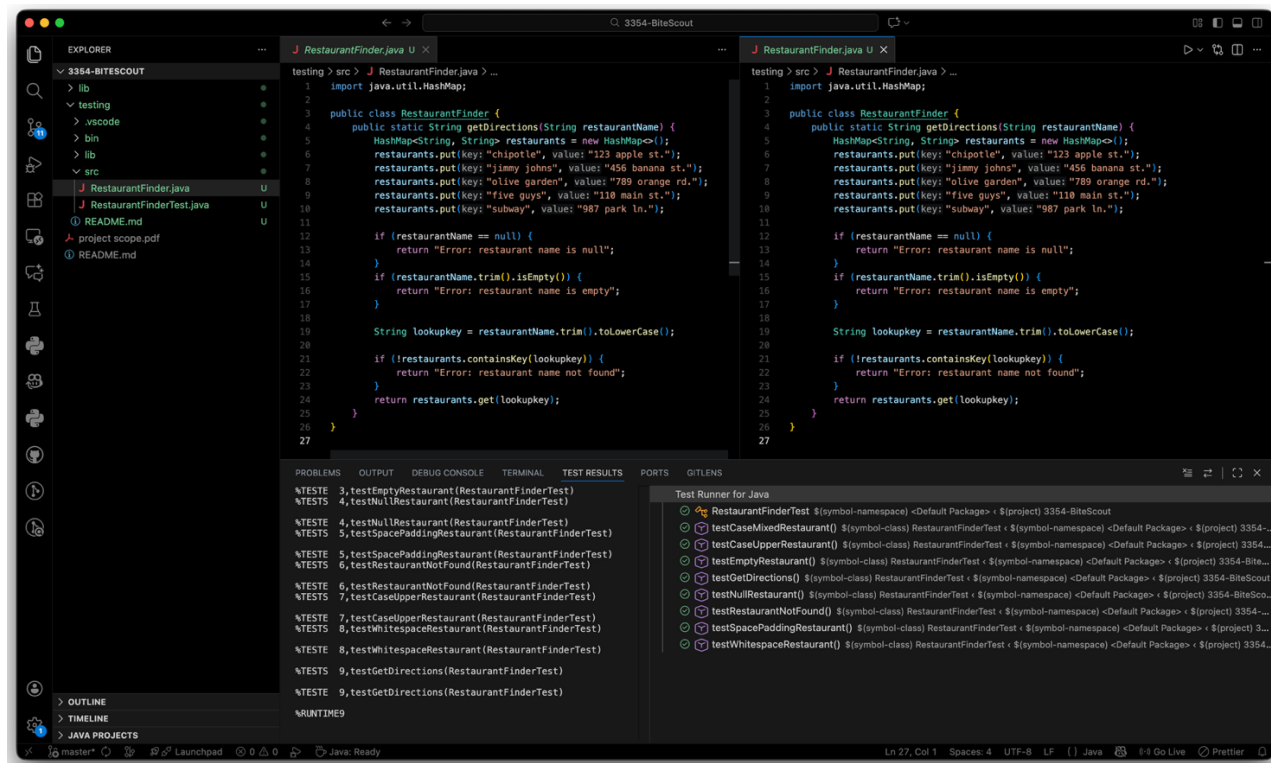 3354-BiteScout
EXPLORER
3354-BITESCOUT
lib
testing
.vscode
bin
lib
src
J RestaurantFinder.java U
J RestaurantFinderTest.java U
README.md U
project scope.pdf
README.md
OUTLINE
TIMELINE
JAVA PROJECTS
11
1
J RestaurantFinder.java U
testing > src > J RestaurantFinder.java > ...
1 import java.util.HashMap;
2
3 public class RestaurantFinder {
4 public static String getDirections(String restaurantName) {
5 HashMap<String, String> restaurants = new HashMap<>();
6 restaurants.put(key: "chipotle", value: "123 apple st.");
7 restaurants.put(key: "jimmy johns", value: "456 banana st.");
8 restaurants.put(key: "olive garden", value: "789 orange rd.");
9 restaurants.put(key: "five guys", value: "110 main st.");
10 restaurants.put(key: "subway", value: "987 park ln.");
11
12 if (restaurantName == null) {
13 return "Error: restaurant name is null";
14 }
15 if (restaurantName.trim().isEmpty()) {
16 return "Error: restaurant name is empty";
17 }
18
19 String lookupkey = restaurantName.trim().toLowerCase();
20
21 if (!restaurants.containsKey(lookupkey)) {
22 return "Error: restaurant name not found";
23 }
24 return restaurants.get(lookupkey);
25 }
26 }
27
J RestaurantFinder.java U
testing > src > J RestaurantFinder.java > ...
1 import java.util.HashMap;
2
3 public class RestaurantFinder {
4 public static String getDirections(String restaurantName) {
5 HashMap<String, String> restaurants = new HashMap<>();
6 restaurants.put(key: "chipotle", value: "123 apple st.");
7 restaurants.put(key: "jimmy johns", value: "456 banana st.");
8 restaurants.put(key: "olive garden", value: "789 orange rd.");
9 restaurants.put(key: "five guys", value: "110 main st.");
10 restaurants.put(key: "subway", value: "987 park ln.");
11
12 if (restaurantName == null) {
13 return "Error: restaurant name is null";
14 }
15 if (restaurantName.trim().isEmpty()) {
16 return "Error: restaurant name is empty";
17 }
18
19 String lookupkey = restaurantName.trim().toLowerCase();
20
21 if (!restaurants.containsKey(lookupkey)) {
22 return "Error: restaurant name not found";
23 }
24 return restaurants.get(lookupkey);
25 }
26 }
27
PROBLEMS OUTPUT DEBUG CONSOLE TERMINAL TEST RESULTS PORTS GITLENS
%TESTE 3,testEmptyRestaurant(RestaurantFinderTest)
%TESTS 4,testNullRestaurant(RestaurantFinderTest)
%TESTE 4,testNullRestaurant(RestaurantFinderTest)
%TESTS 5,testSpacePaddingRestaurant(RestaurantFinderTest)
%TESTE 5,testSpacePaddingRestaurant(RestaurantFinderTest)
%TESTS 6,testRestaurantNotFound(RestaurantFinderTest)
%TESTE 6,testRestaurantNotFound(RestaurantFinderTest)
%TESTS 7,testCaseUpperRestaurant(RestaurantFinderTest)
%TESTE 7,testCaseUpperRestaurant(RestaurantFinderTest)
%TESTS 8,testWhitespaceRestaurant(RestaurantFinderTest)
%TESTE 8,testWhitespaceRestaurant(RestaurantFinderTest)
%TESTS 9,testGetDirections(RestaurantFinderTest)
%TESTE 9,testGetDirections(RestaurantFinderTest)
%RUNTIME9
Test Runner for Java
RestaurantFinderTest $(symbol-namespace) <Default Package> < $(project) 3354-BiteScout
testCaseMixedRestaurant() $(symbol-class) RestaurantFinderTest < $(symbol-namespace) <Default Package> < $(project) 3354-...
testCaseUpperRestaurant() $(symbol-class) RestaurantFinderTest < $(symbol-namespace) <Default Package> < $(project) 3354...
testEmptyRestaurant() $(symbol-class) RestaurantFinderTest < $(symbol-namespace) <Default Package> < $(project) 3354-Bite...
testGetDirections() $(symbol-class) RestaurantFinderTest < $(symbol-namespace) <Default Package> < $(project) 3354-BiteScout
testNullRestaurant() $(symbol-class) RestaurantFinderTest < $(symbol-namespace) <Default Package> < $(project) 3354-BiteSco...
testRestaurantNotFound() $(symbol-class) RestaurantFinderTest < $(symbol-namespace) <Default Package> < $(project) 3354-...
testSpacePaddingRestaurant() $(symbol-class) RestaurantFinderTest < $(symbol-namespace) <Default Package> < $(project) 3...
testWhitespaceRestaurant() $(symbol-class) RestaurantFinderTest < $(symbol-namespace) <Default Package> < $(project) 3354...
master* Launchpad 0 0 Java: Ready
Ln 27, Col 1 Spaces: 4 UTF-8 LF { } Java Go Live Prettier